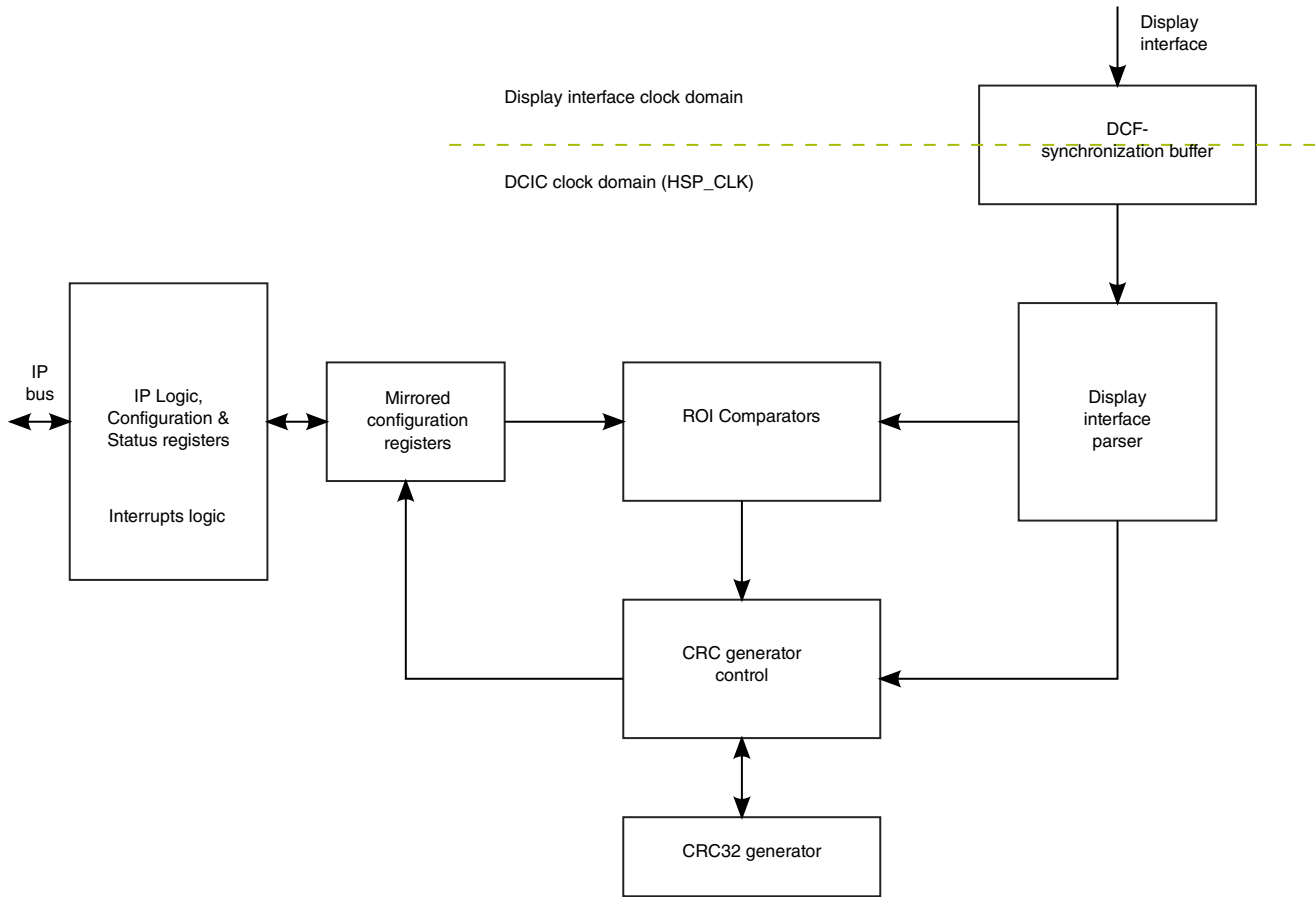 Display
interface
Display interface clock domain
DCF-
synchronization buffer
DCIC clock domain (HSP_CLK)
IP
bus
IP Logic,
Configuration &
Status registers
Interrupts logic
Mirrored
configuration
registers
ROI Comparators
Display
interface
parser
CRC generator
control
CRC32 generator